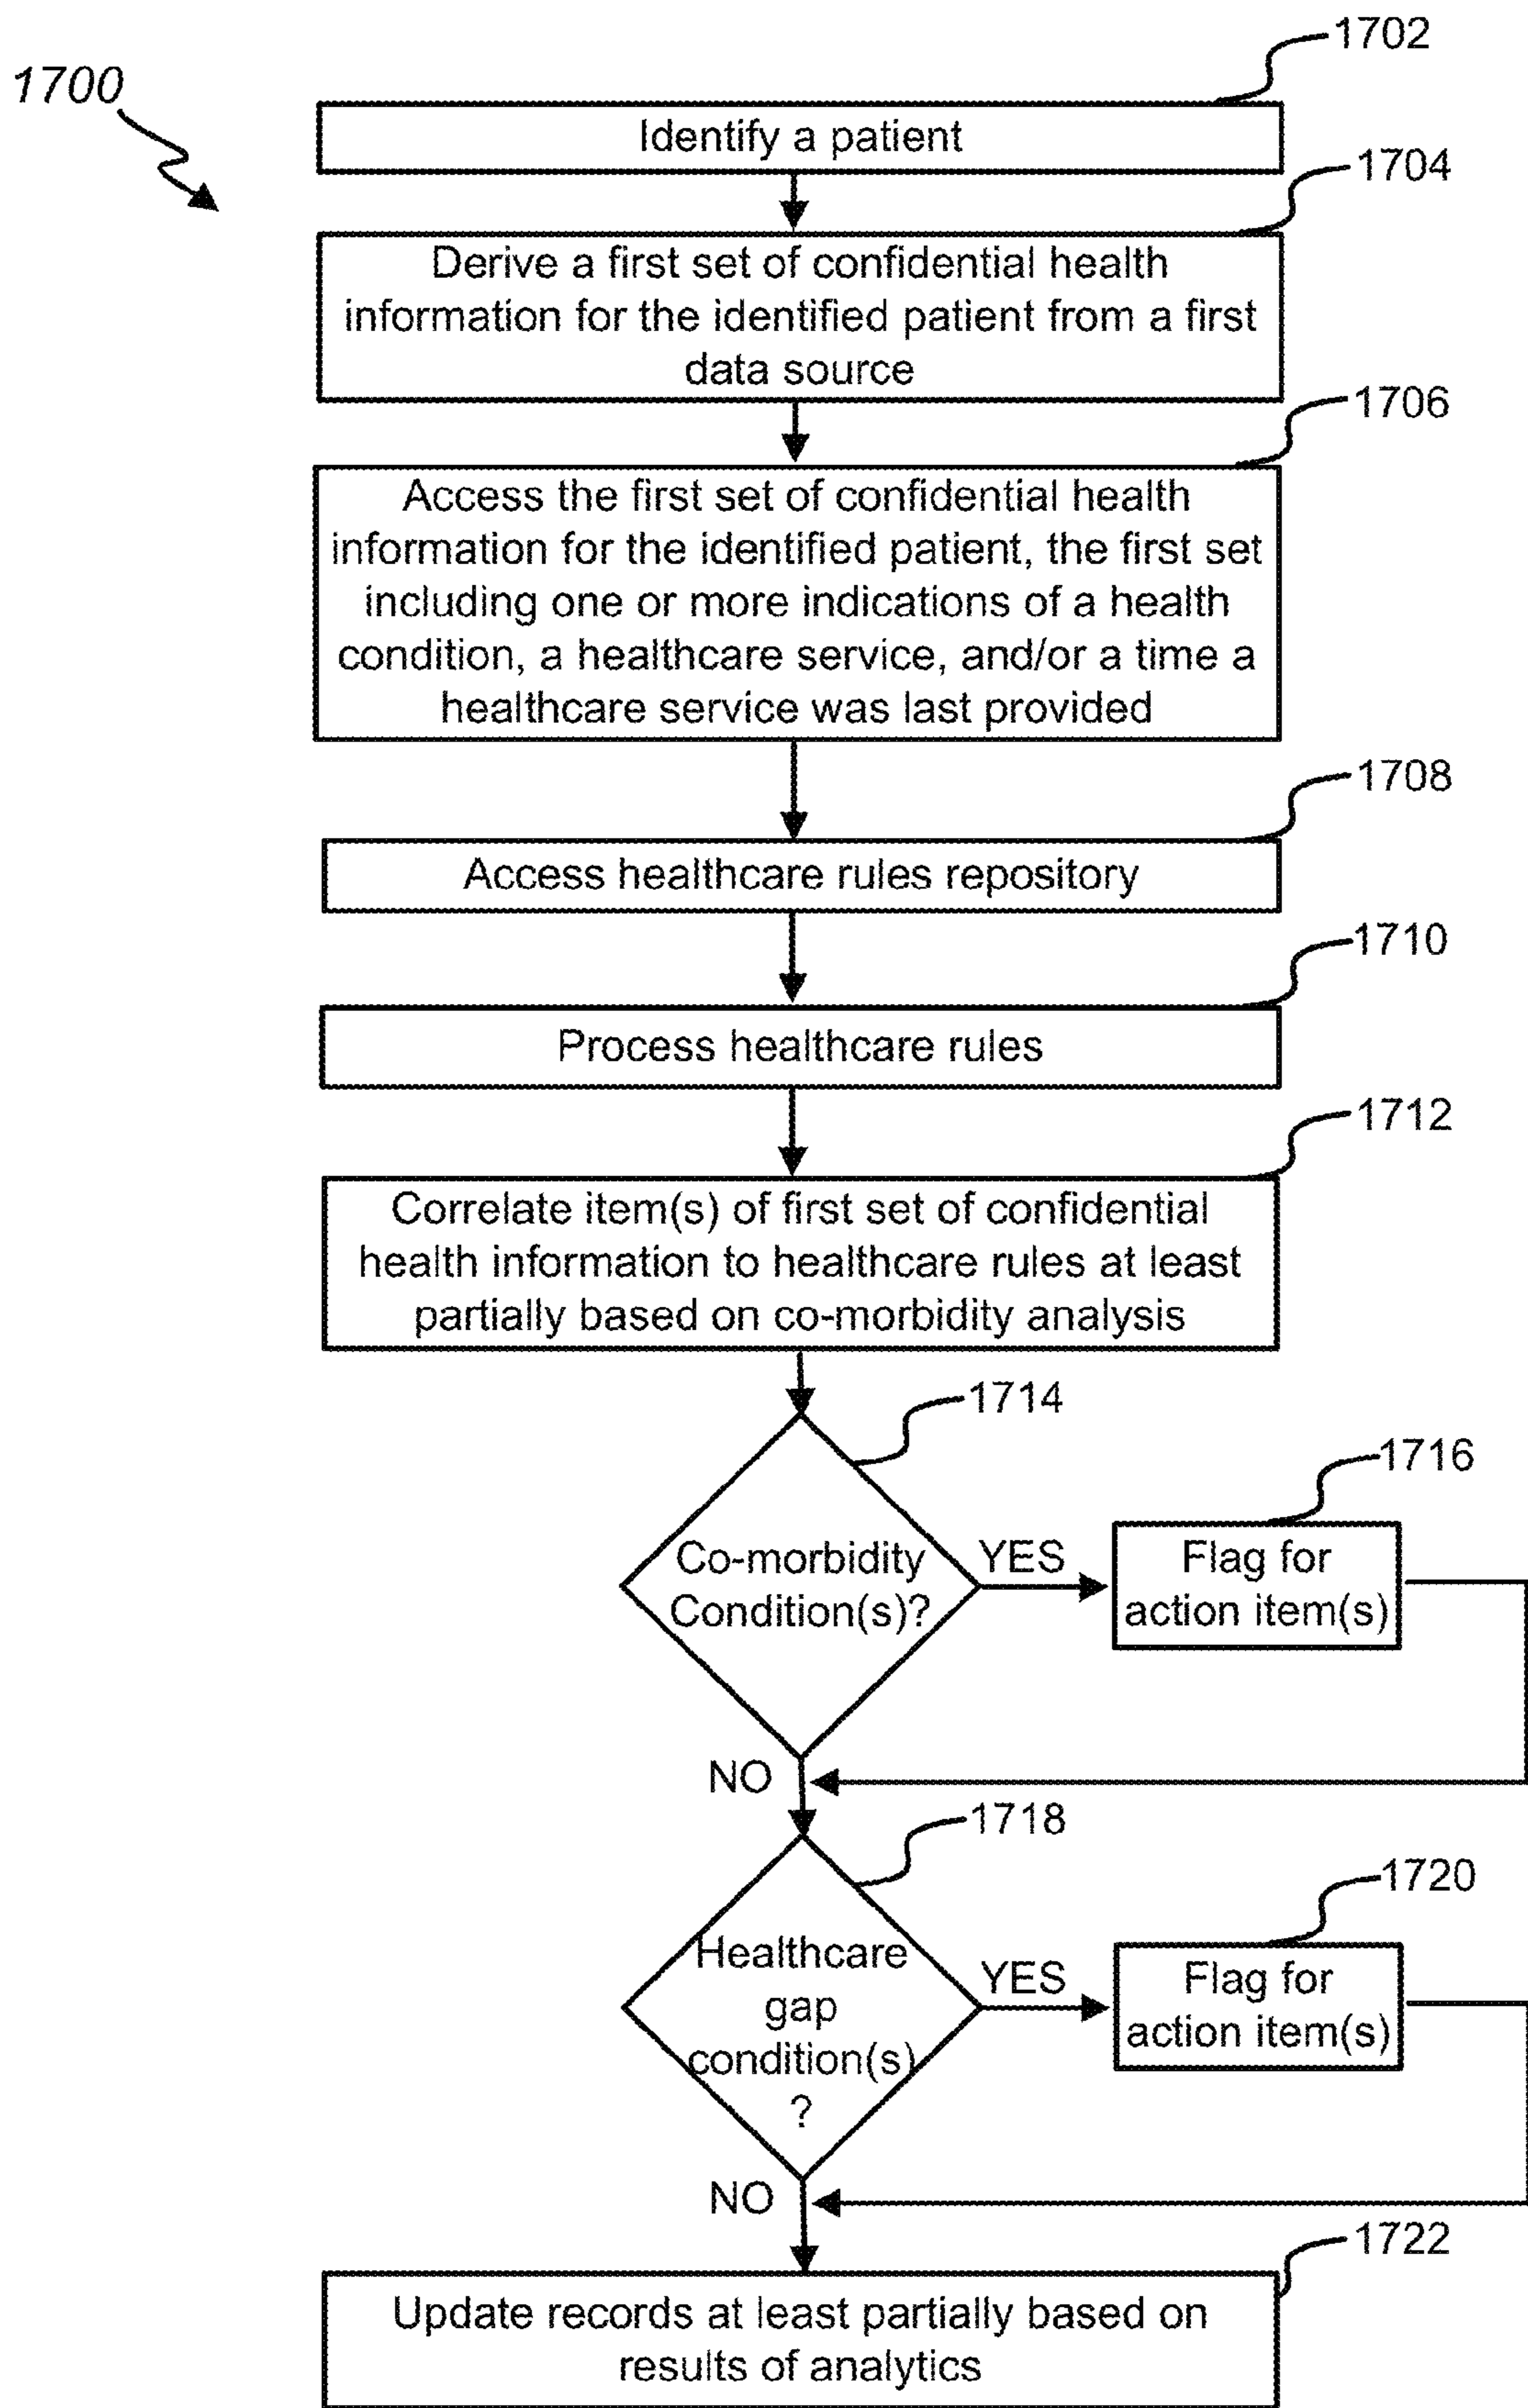 1702
1700
Identify a patient
1704
Derive a first set of confidential health
information for the identified patient from a first
data source
1706
Access the first set of confidential health
information for the identified patient, the first set
including one or more indications of a health
condition, a healthcare service, and/or a time a
healthcare service was last provided
1708
Access healthcare rules repository
1710
Process healthcare rules
1712
Correlate item(s) of first set of confidential
health information to healthcare rules at least
partially based on co-morbidity analysis
1714
Co-morbidity
Condition(s)?
YES
1716
Flag for
action item(s)
NO
1718
Healthcare
gap
condition(s)
?
YES
1720
Flag for
action item(s)
NO
1722
Update records at least partially based on
results of analytics